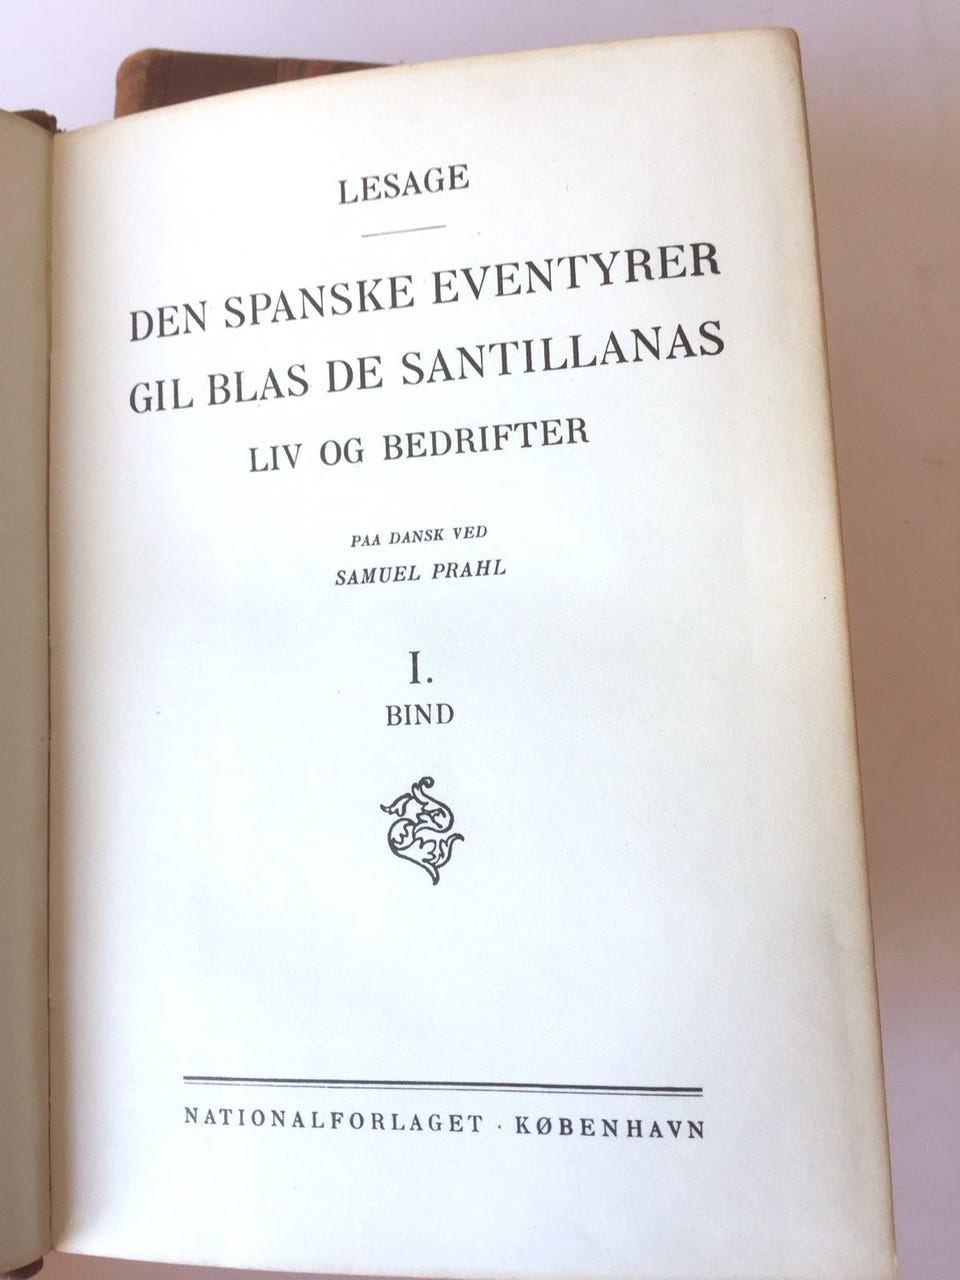 LESAGE
DEN SPANSKE EVENTYRER
GIL BLAS DE SANTILLANAS
LIV OG BEDRIFTER
PAA DANSK VED
SAMUEL PRAHL
I.
BIND
NATIONALFORLAGET · KØBENHAVN